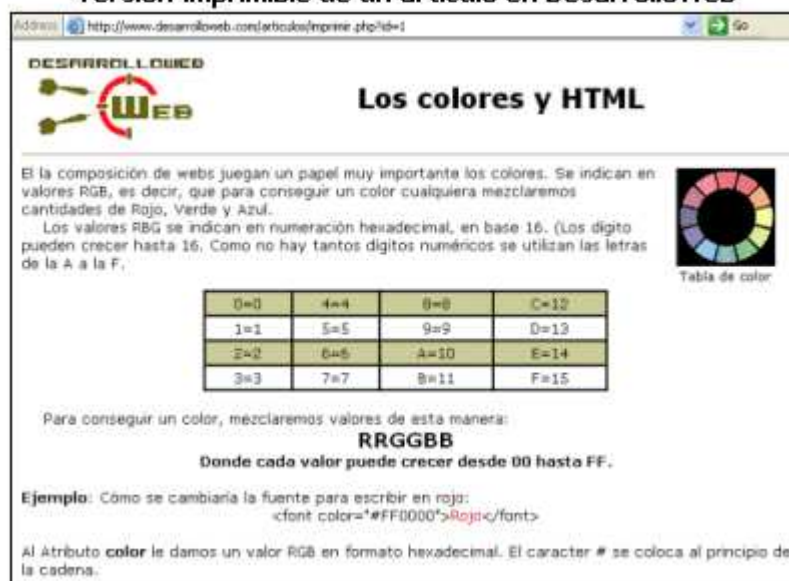 Versión imprimible de un artículo en DesarrolloWeb
Address http://www.desarrolloweb.com/articulos/imprimir.php?id=1 Go
DESARROLLOWEB
WEB
Los colores y HTML
El la composición de webs juegan un papel muy importante los colores. Se indican en
valores RGB, es decir, que para conseguir un color cualquiera mezclaremos
cantidades de Rojo, Verde y Azul.
Los valores RBG se indican en numeración hexadecimal, en base 16. (Los dígito
pueden crecer hasta 16. Como no hay tantos dígitos numéricos se utilizan las letras
de la A a la F.
Tabla de color
0=0 4=4 8=8 C=12
1=1 5=5 9=9 D=13
2=2 6=6 A=10 E=14
3=3 7=7 B=11 F=15
Para conseguir un color, mezclaremos valores de esta manera:
RRGGBB
Donde cada valor puede crecer desde 00 hasta FF.
Ejemplo: Cómo se cambiaría la fuente para escribir en rojo:
<font color="#FF0000">Rojo</font>
Al Atributo color le damos un valor RGB en formato hexadecimal. El caracter # se coloca al principio de
la cadena.